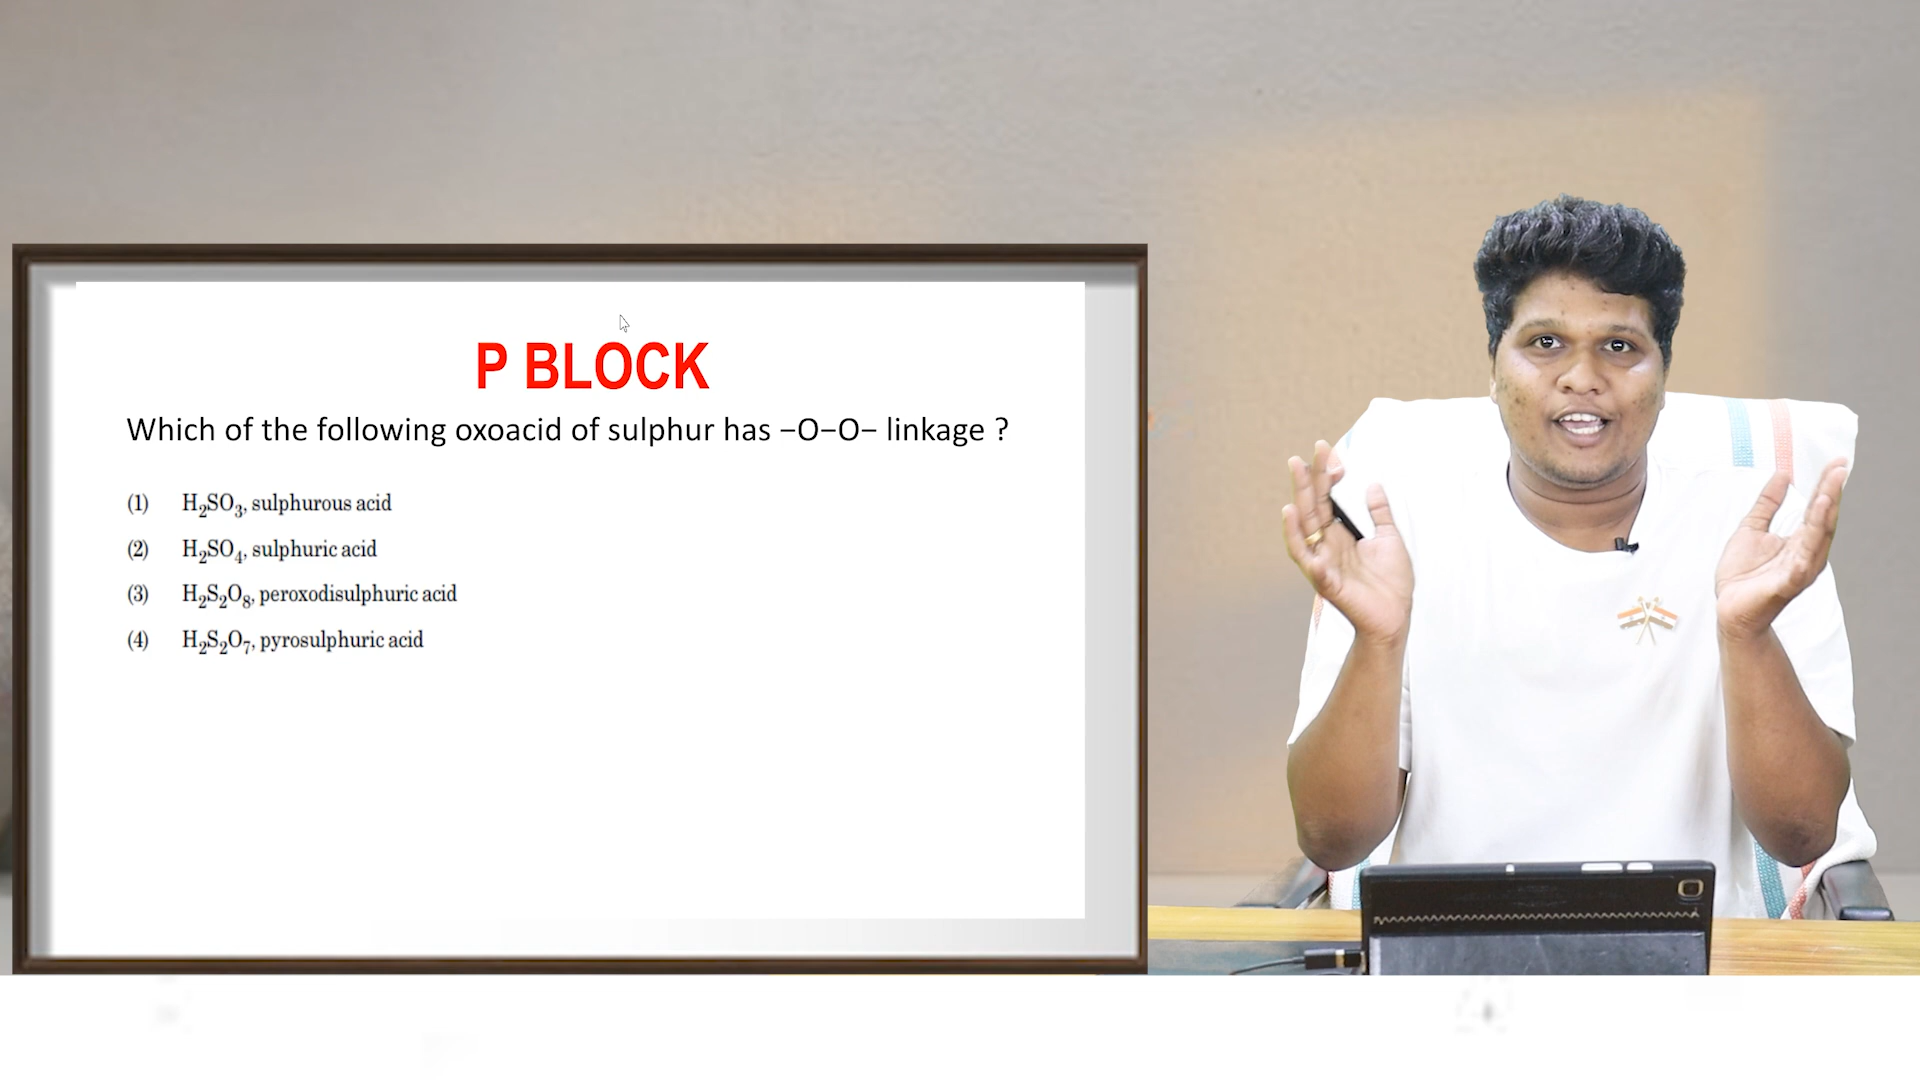 P BLOCK
Which of the following oxoacid of sulphur has −O−O− linkage ?
(1) H₂SO₃, sulphurous acid
(2) H₂SO₄, sulphuric acid
(3) H₂S₂O₈, peroxodisulphuric acid
(4) H₂S₂O₇, pyrosulphuric acid